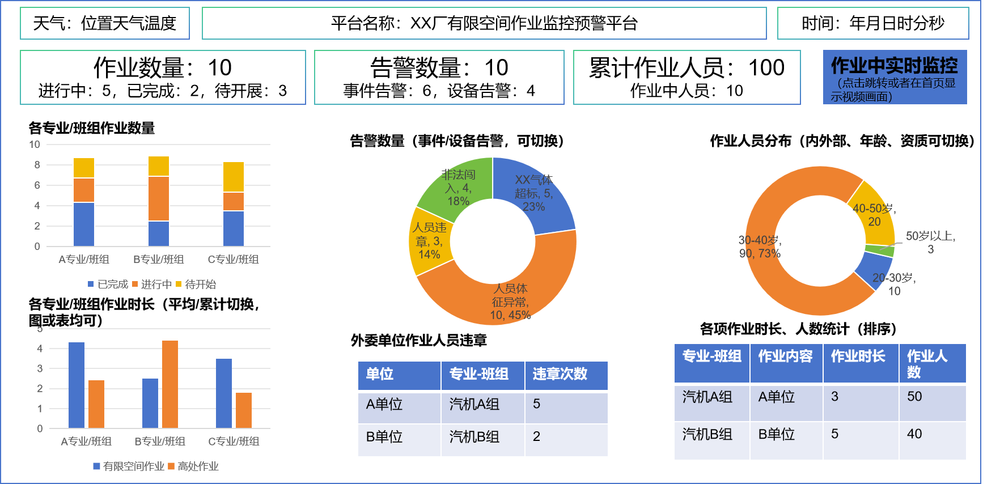 天气：位置天气温度
平台名称：XX厂有限空间作业监控预警平台
时间：年月日时分秒
作业数量：10
进行中：5，已完成：2，待开展：3
告警数量：10
事件告警：6，设备告警：4
累计作业人员：100
作业中人员：10
作业中实时监控
（点击跳转或者在首页显
示视频画面）
各专业/班组作业数量
10
8
6
4
2
0
A专业/班组
B专业/班组
C专业/班组
已完成
进行中
待开始
各专业/班组作业时长（平均/累计切换，
图或表均可）
5
4
3
2
1
0
A专业/班组
B专业/班组
C专业/班组
有限空间作业
高处作业
告警数量（事件/设备告警，可切换）
非法闯
入, 4,
18%
XX气体
超标, 5,
23%
人员违
章, 3,
14%
人员体
征异常,
10, 45%
外委单位作业人员违章
单位
专业-班组
违章次数
A单位
汽机A组
5
B单位
汽机B组
2
作业人员分布（内外部、年龄、资质可切换）
40-50岁,
20
50岁以上,
3
30-40岁,
90, 73%
20-30岁,
10
各项作业时长、人数统计（排序）
专业-班组
作业内容
作业时长
作业人
数
汽机A组
A单位
3
50
汽机B组
B单位
5
40